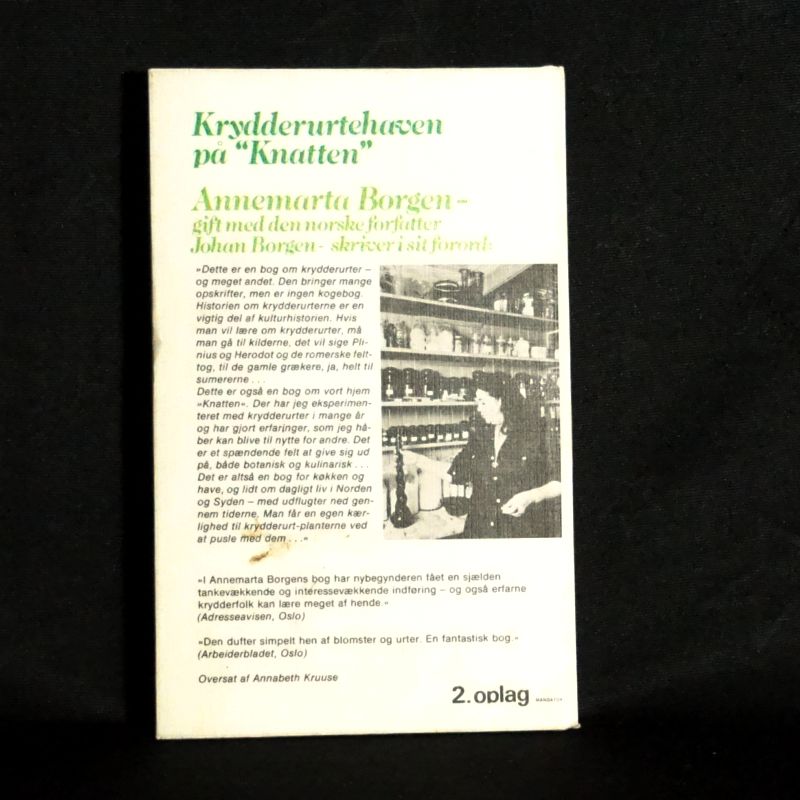 Krydderurtehaven
på “Knatten”
Annemarta Borgen –
gift med den norske forfatter
Johan Borgen – skriver i sit forord:
»Dette er en bog om krydderurter –
og meget andet. Den bringer mange
opskrifter, men er ingen kogebog.
Historien om krydderurterne er en
vigtig del af kulturhistorien. Hvis
man vil lære om krydderurter, må
man gå til kilderne, det vil sige Pli-
nius og Herodot og de romerske felt-
tog, til de gamle grækere, ja, helt til
sumererne . . .
Dette er også en bog om vort hjem
»Knatten«. Der har jeg eksperimen-
teret med krydderurter i mange år
og har gjort erfaringer, som jeg hå-
ber kan blive til nytte for andre. Det
er et spændende felt at give sig ud
på, både botanisk og kulinarisk . . .
Det er altså en bog for køkken og
have, og lidt om dagligt liv i Norden
og Syden – med udflugter ned gen-
nem tiderne. Man får en egen kær-
lighed til krydderurt-planterne ved
at pusle med dem . . .«
»I Annemarta Borgens bog har nybegynderen fået en sjælden
tankevækkende og interessevækkende indføring – og også erfarne
krydderfolk kan lære meget af hende.«
(Adresseavisen, Oslo)
»Den dufter simpelt hen af blomster og urter. En fantastisk bog.«
(Arbeiderbladet, Oslo)
Oversat af Annabeth Kruuse
2. oplag